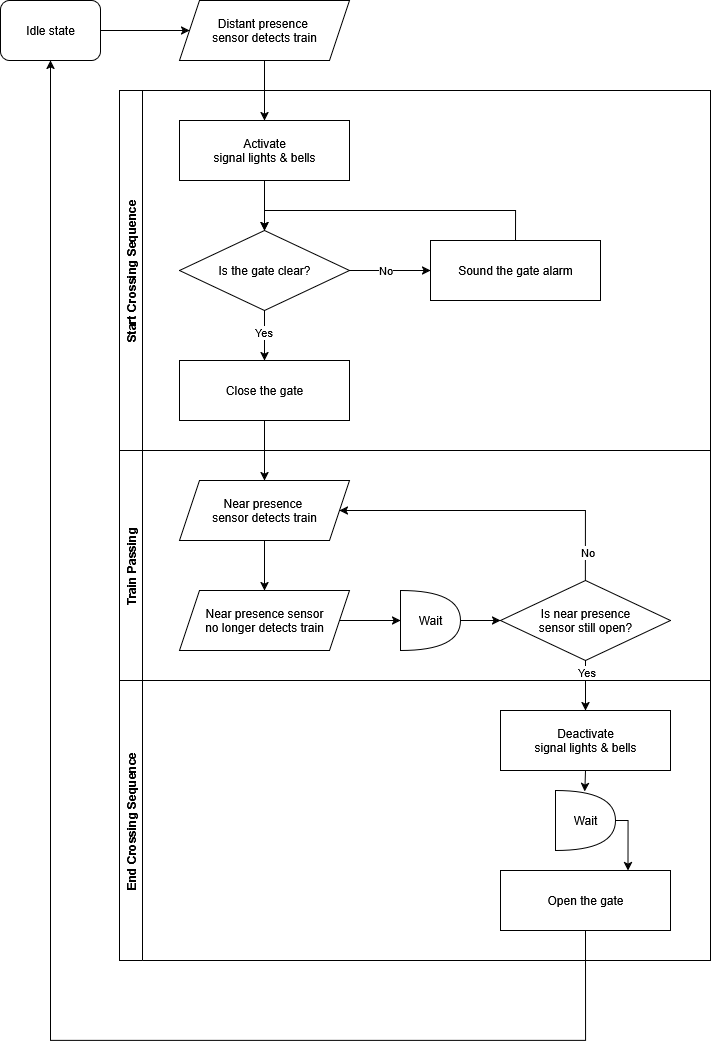 Idle state
Distant presence
sensor detects train
Start Crossing Sequence
Activate
signal lights & bells
Is the gate clear?
No
Sound the gate alarm
Yes
Close the gate
Train Passing
Near presence
sensor detects train
No
Near presence sensor
no longer detects train
Wait
Is near presence
sensor still open?
Yes
End Crossing Sequence
Deactivate
signal lights & bells
Wait
Open the gate